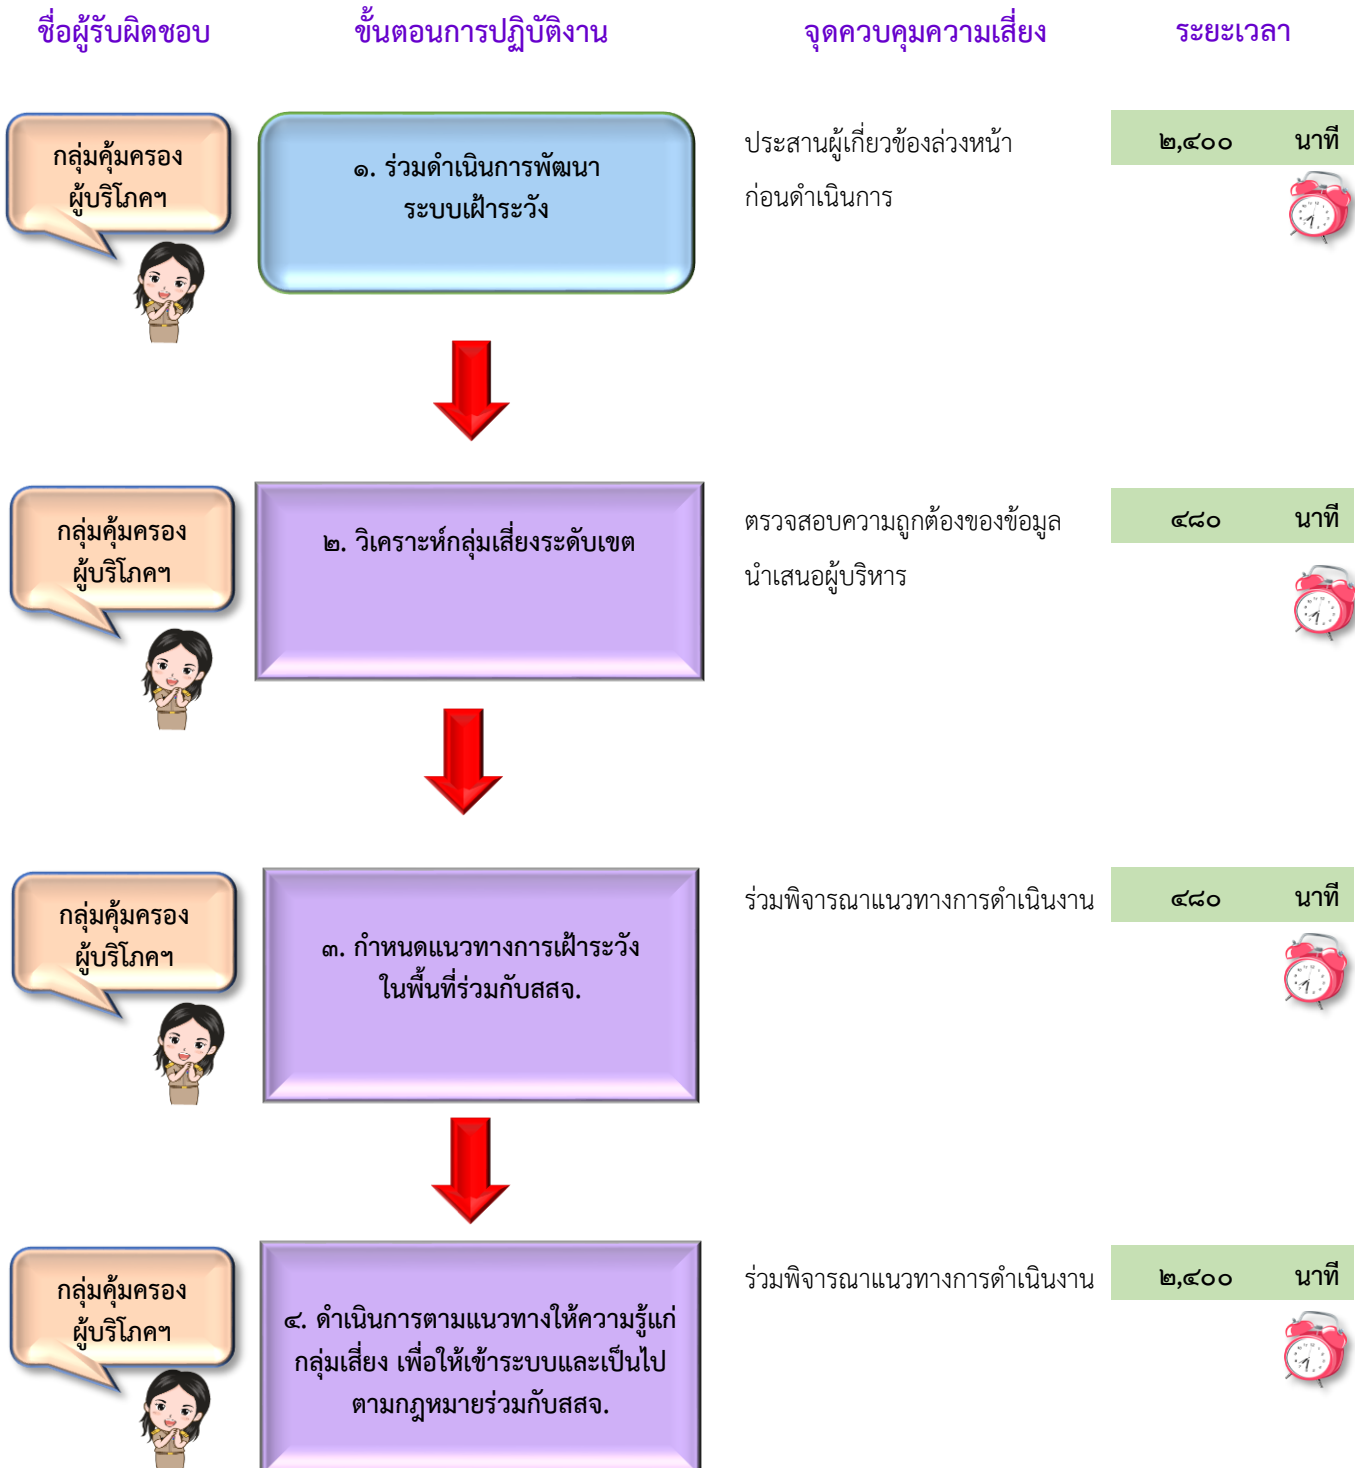 ชื่อผู้รับผิดชอบ ขั้นตอนการปฏิบัติงาน จุดควบคุมความเสี่ยง ระยะเวลา
กลุ่มคุ้มครอง
ผู้บริโภคฯ
๑. ร่วมดำเนินการพัฒนา
ระบบเฝ้าระวัง
ประสานผู้เกี่ยวข้องล่วงหน้า
ก่อนดำเนินการ
๒,๔๐๐ นาที
กลุ่มคุ้มครอง
ผู้บริโภคฯ
๒. วิเคราะห์กลุ่มเสี่ยงระดับเขต
ตรวจสอบความถูกต้องของข้อมูล
นำเสนอผู้บริหาร
๔๘๐ นาที
กลุ่มคุ้มครอง
ผู้บริโภคฯ
๓. กำหนดแนวทางการเฝ้าระวัง
ในพื้นที่ร่วมกับสสจ.
ร่วมพิจารณาแนวทางการดำเนินงาน
๔๘๐ นาที
กลุ่มคุ้มครอง
ผู้บริโภคฯ
๔. ดำเนินการตามแนวทางให้ความรู้แก่
กลุ่มเสี่ยง เพื่อให้เข้าระบบและเป็นไป
ตามกฎหมายร่วมกับสสจ.
ร่วมพิจารณาแนวทางการดำเนินงาน
๒,๔๐๐ นาที